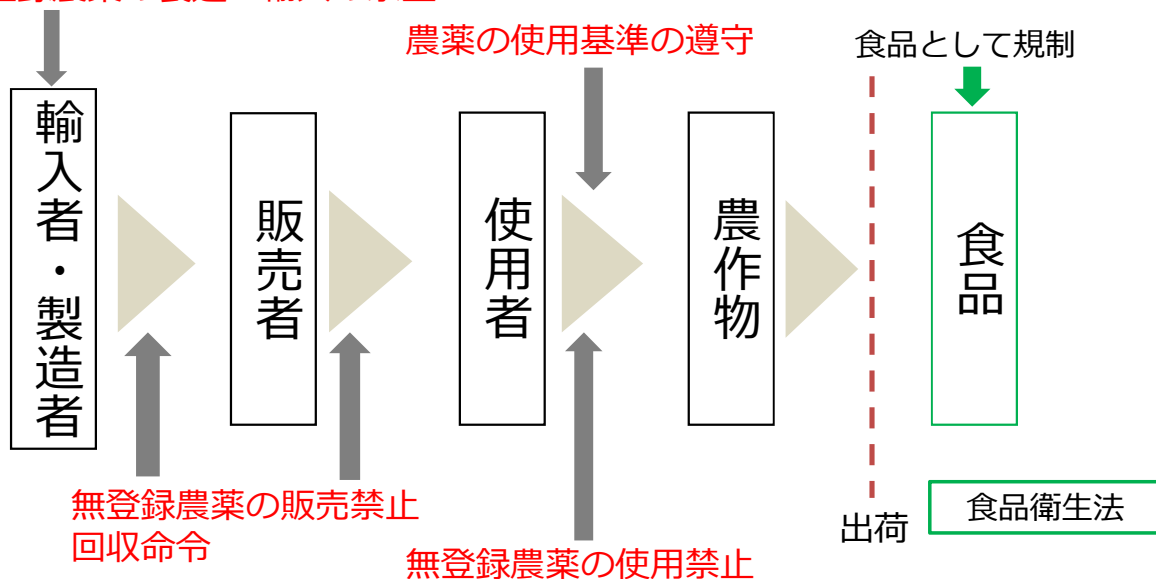 農薬の使用基準の遵守
食品として規制
輸入者・製造者
販売者
使用者
農作物
食品
無登録農薬の販売禁止
回収命令
無登録農薬の使用禁止
出荷
食品衛生法